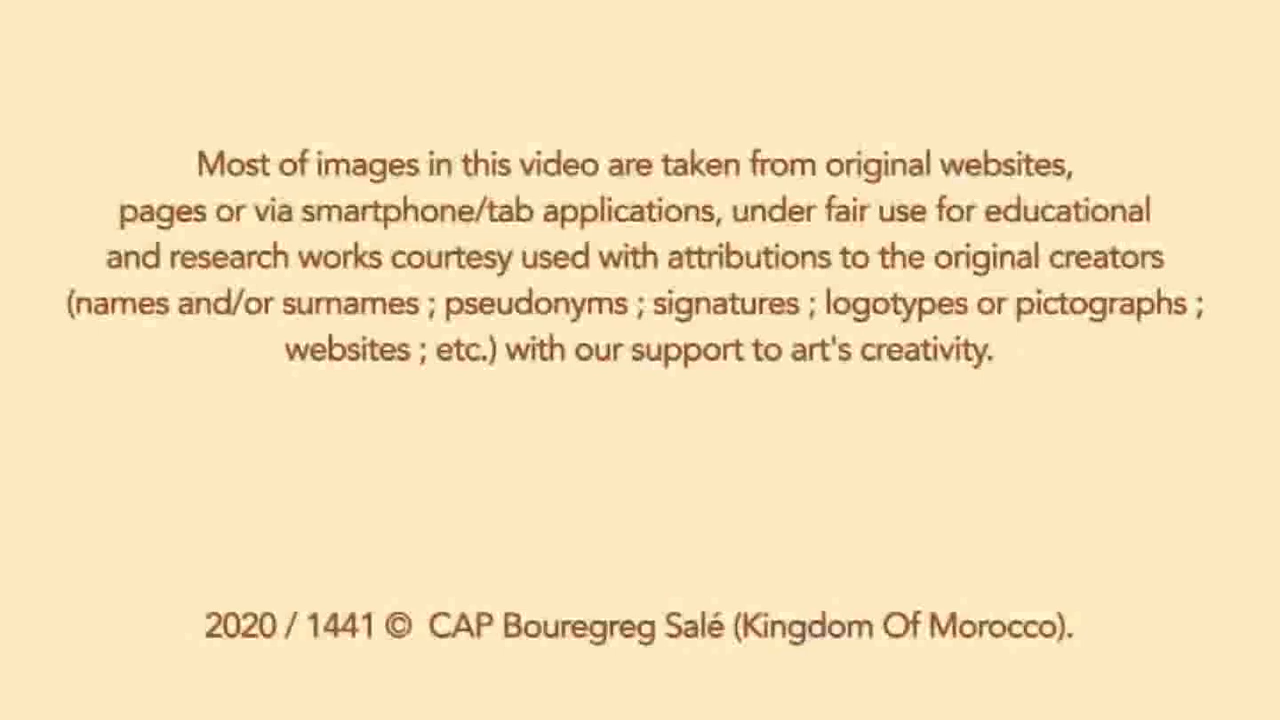 Most of images in this video are taken from original websites,
pages or via smartphone/tab applications, under fair use for educational
and research works courtesy used with attributions to the original creators
(names and/or surnames ; pseudonyms ; signatures ; logotypes or pictographs ;
websites ; etc.) with our support to art's creativity.
2020 / 1441 © CAP Bouregreg Salé (Kingdom Of Morocco).